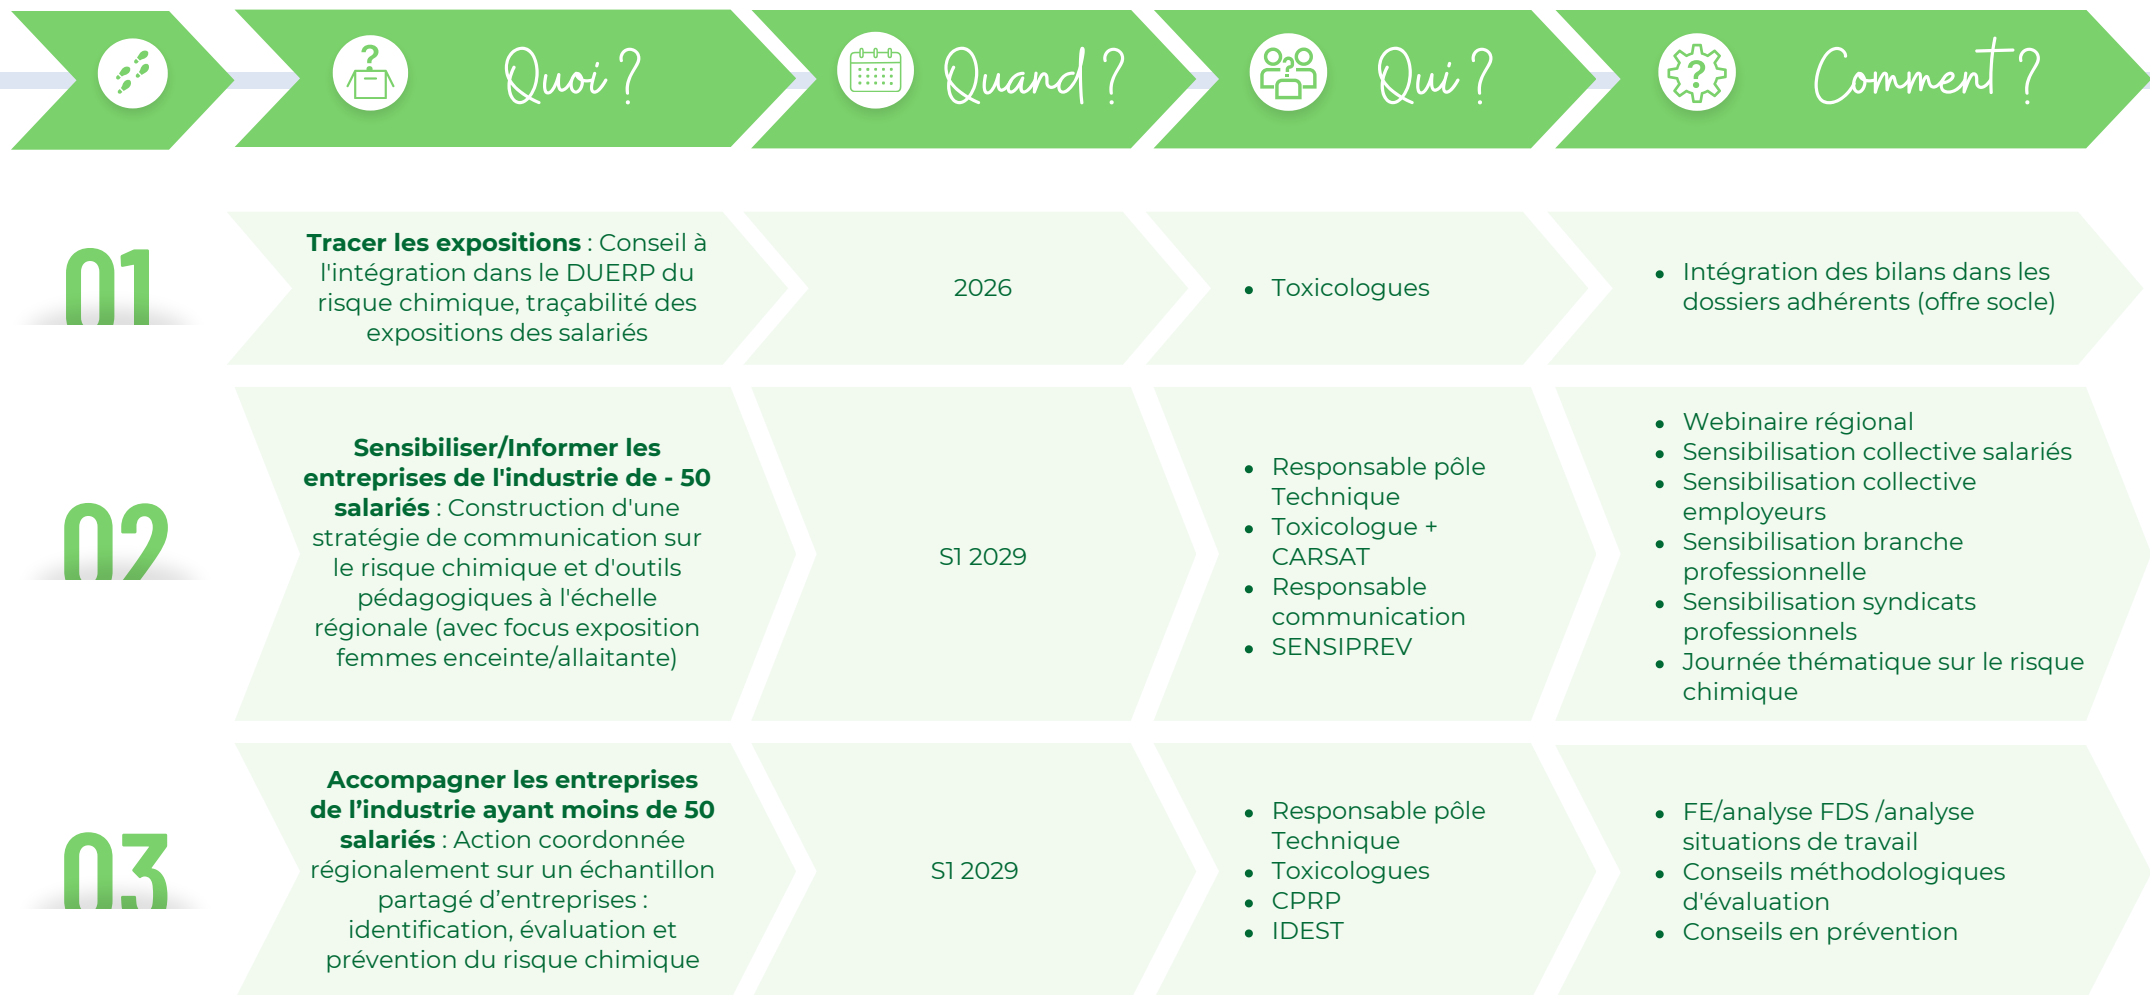 Quoi ?
Quand ?
Qui ?
Comment ?
01
Tracer les expositions : Conseil à
l'intégration dans le DUERP du
risque chimique, traçabilité des
expositions des salariés
2026
• Toxicologues
• Intégration des bilans dans les
dossiers adhérents (offre socle)
02
Sensibiliser/Informer les
entreprises de l'industrie de - 50
salariés : Construction d'une
stratégie de communication sur
le risque chimique et d'outils
pédagogiques à l'échelle
régionale (avec focus exposition
femmes enceinte/allaitante)
S1 2029
• Responsable pôle
Technique
• Toxicologue +
CARSAT
• Responsable
communication
• SENSIPREV
• Webinaire régional
• Sensibilisation collective salariés
• Sensibilisation collective
employeurs
• Sensibilisation branche
professionnelle
• Sensibilisation syndicats
professionnels
• Journée thématique sur le risque
chimique
03
Accompagner les entreprises
de l’industrie ayant moins de 50
salariés : Action coordonnée
régionalement sur un échantillon
partagé d’entreprises :
identification, évaluation et
prévention du risque chimique
S1 2029
• Responsable pôle
Technique
• Toxicologues
• CPRP
• IDEST
• FE/analyse FDS /analyse
situations de travail
• Conseils méthodologiques
d'évaluation
• Conseils en prévention